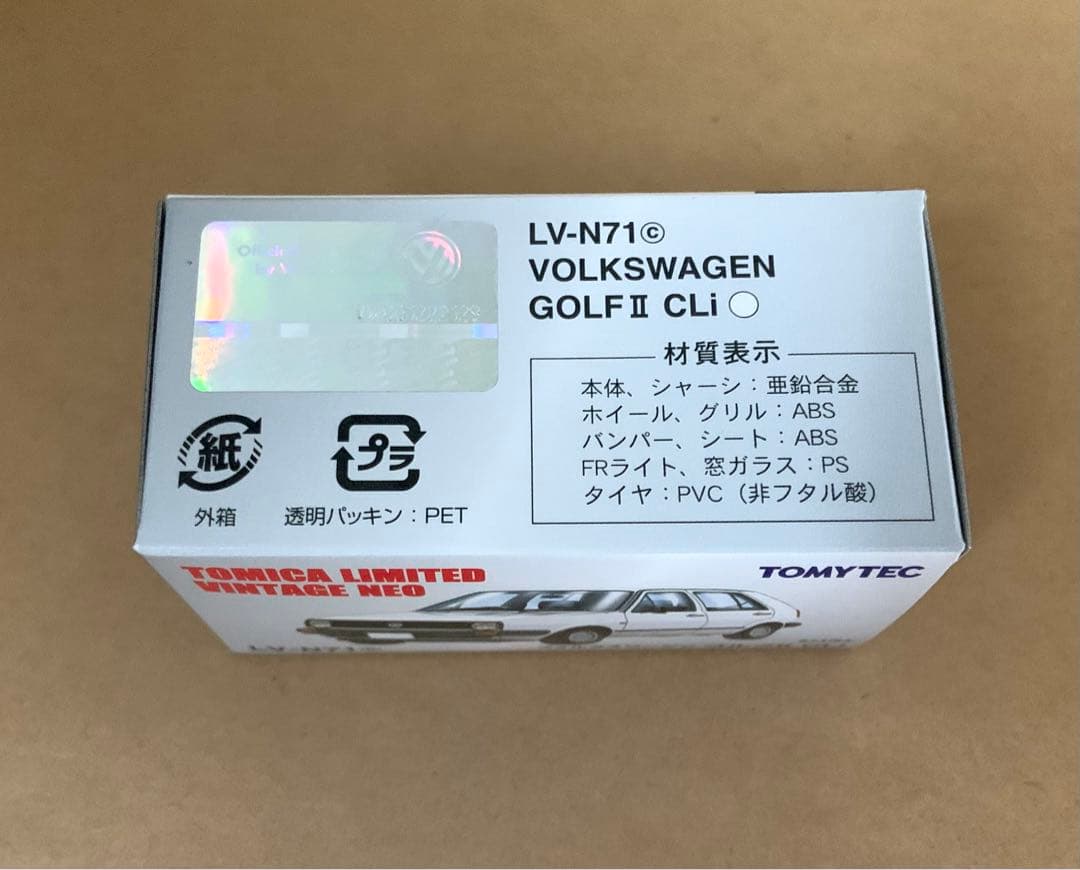 LV-N71ⓒ
VOLKSWAGEN
GOLFⅡ CLi ○
材質表示
本体、シャーシ：亜鉛合金
ホイール、グリル：ABS
バンパー、シート：ABS
FRライト、窓ガラス：PS
タイヤ：PVC（非フタル酸）
紙
プラ
外箱
透明パッキン：PET
TOMICA LIMITED
VINTAGE NEO
TOMYTEC
LV-N71ⓒ